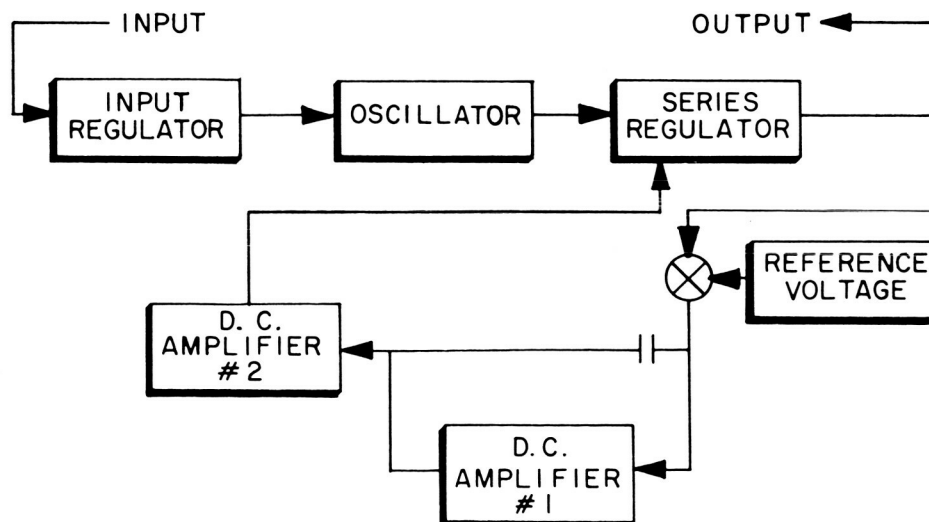 INPUT
OUTPUT
INPUT
REGULATOR
OSCILLATOR
SERIES
REGULATOR
REFERENCE
VOLTAGE
D. C.
AMPLIFIER
#2
D. C.
AMPLIFIER
#1